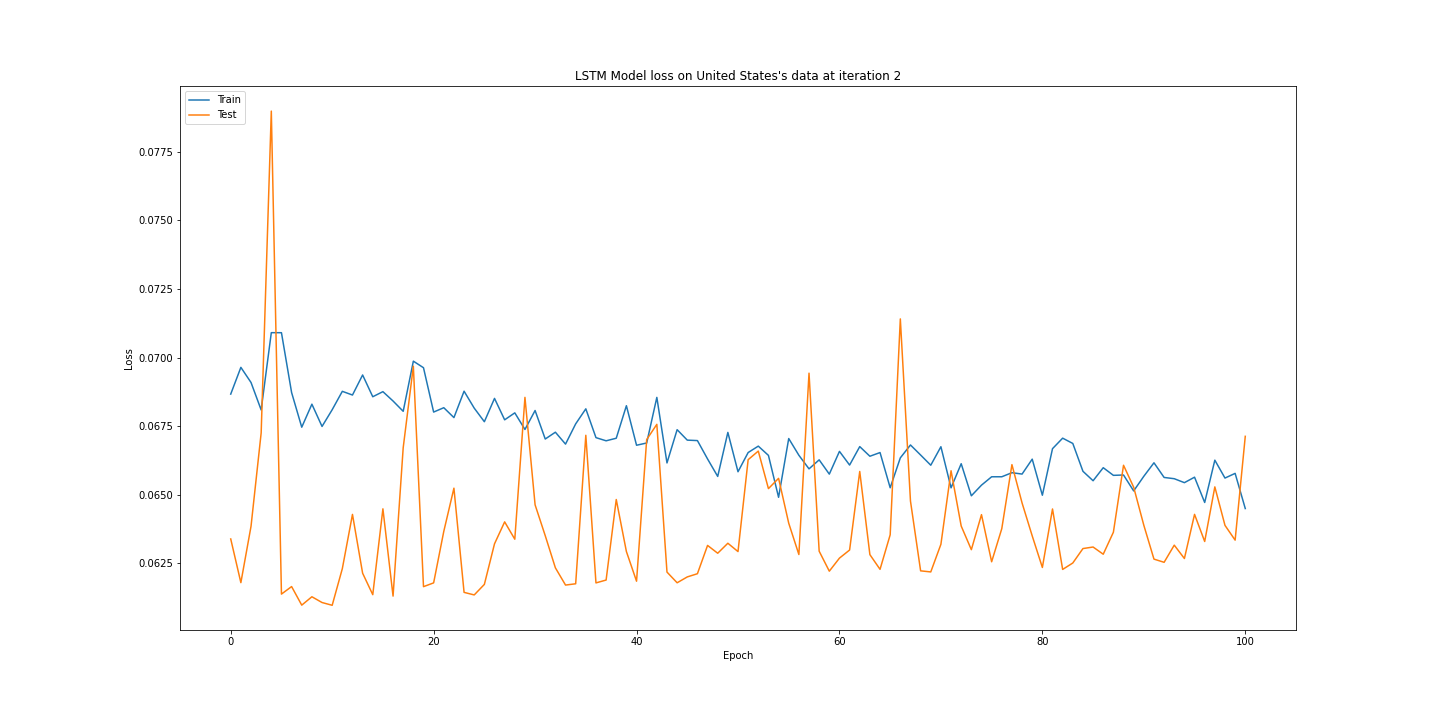 LSTM Model loss on United States's data at iteration 2
Train
Test
0.0775
0.0750
0.0725
0.0700
0.0675
0.0650
0.0625
Loss
0 20 40 60 80 100
Epoch